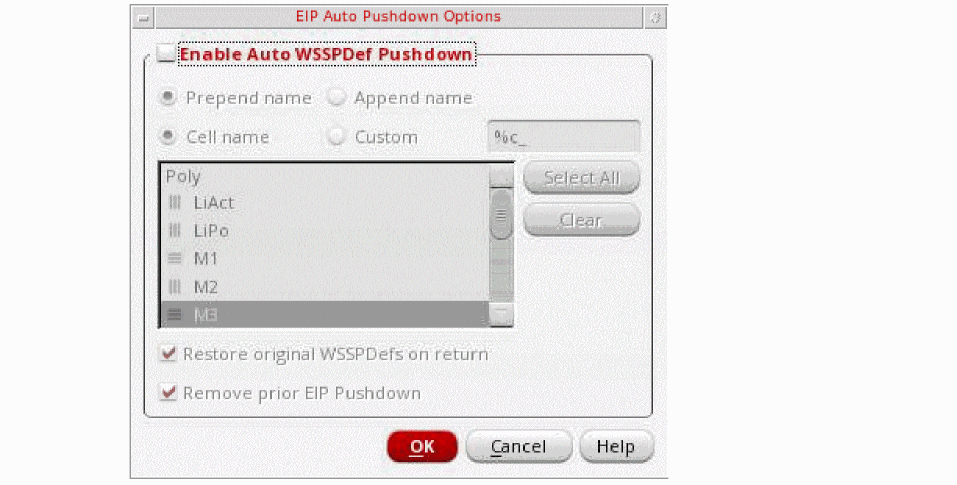 EIP Auto Pushdown Options
Enable Auto WSSPDef Pushdown
Prepend name Append name
Cell name Custom %c_
Poly Select All
LiAct
LiPo Clear
M1
M2
M3
Restore original WSSPDefs on return
Remove prior EIP Pushdown
OK Cancel Help